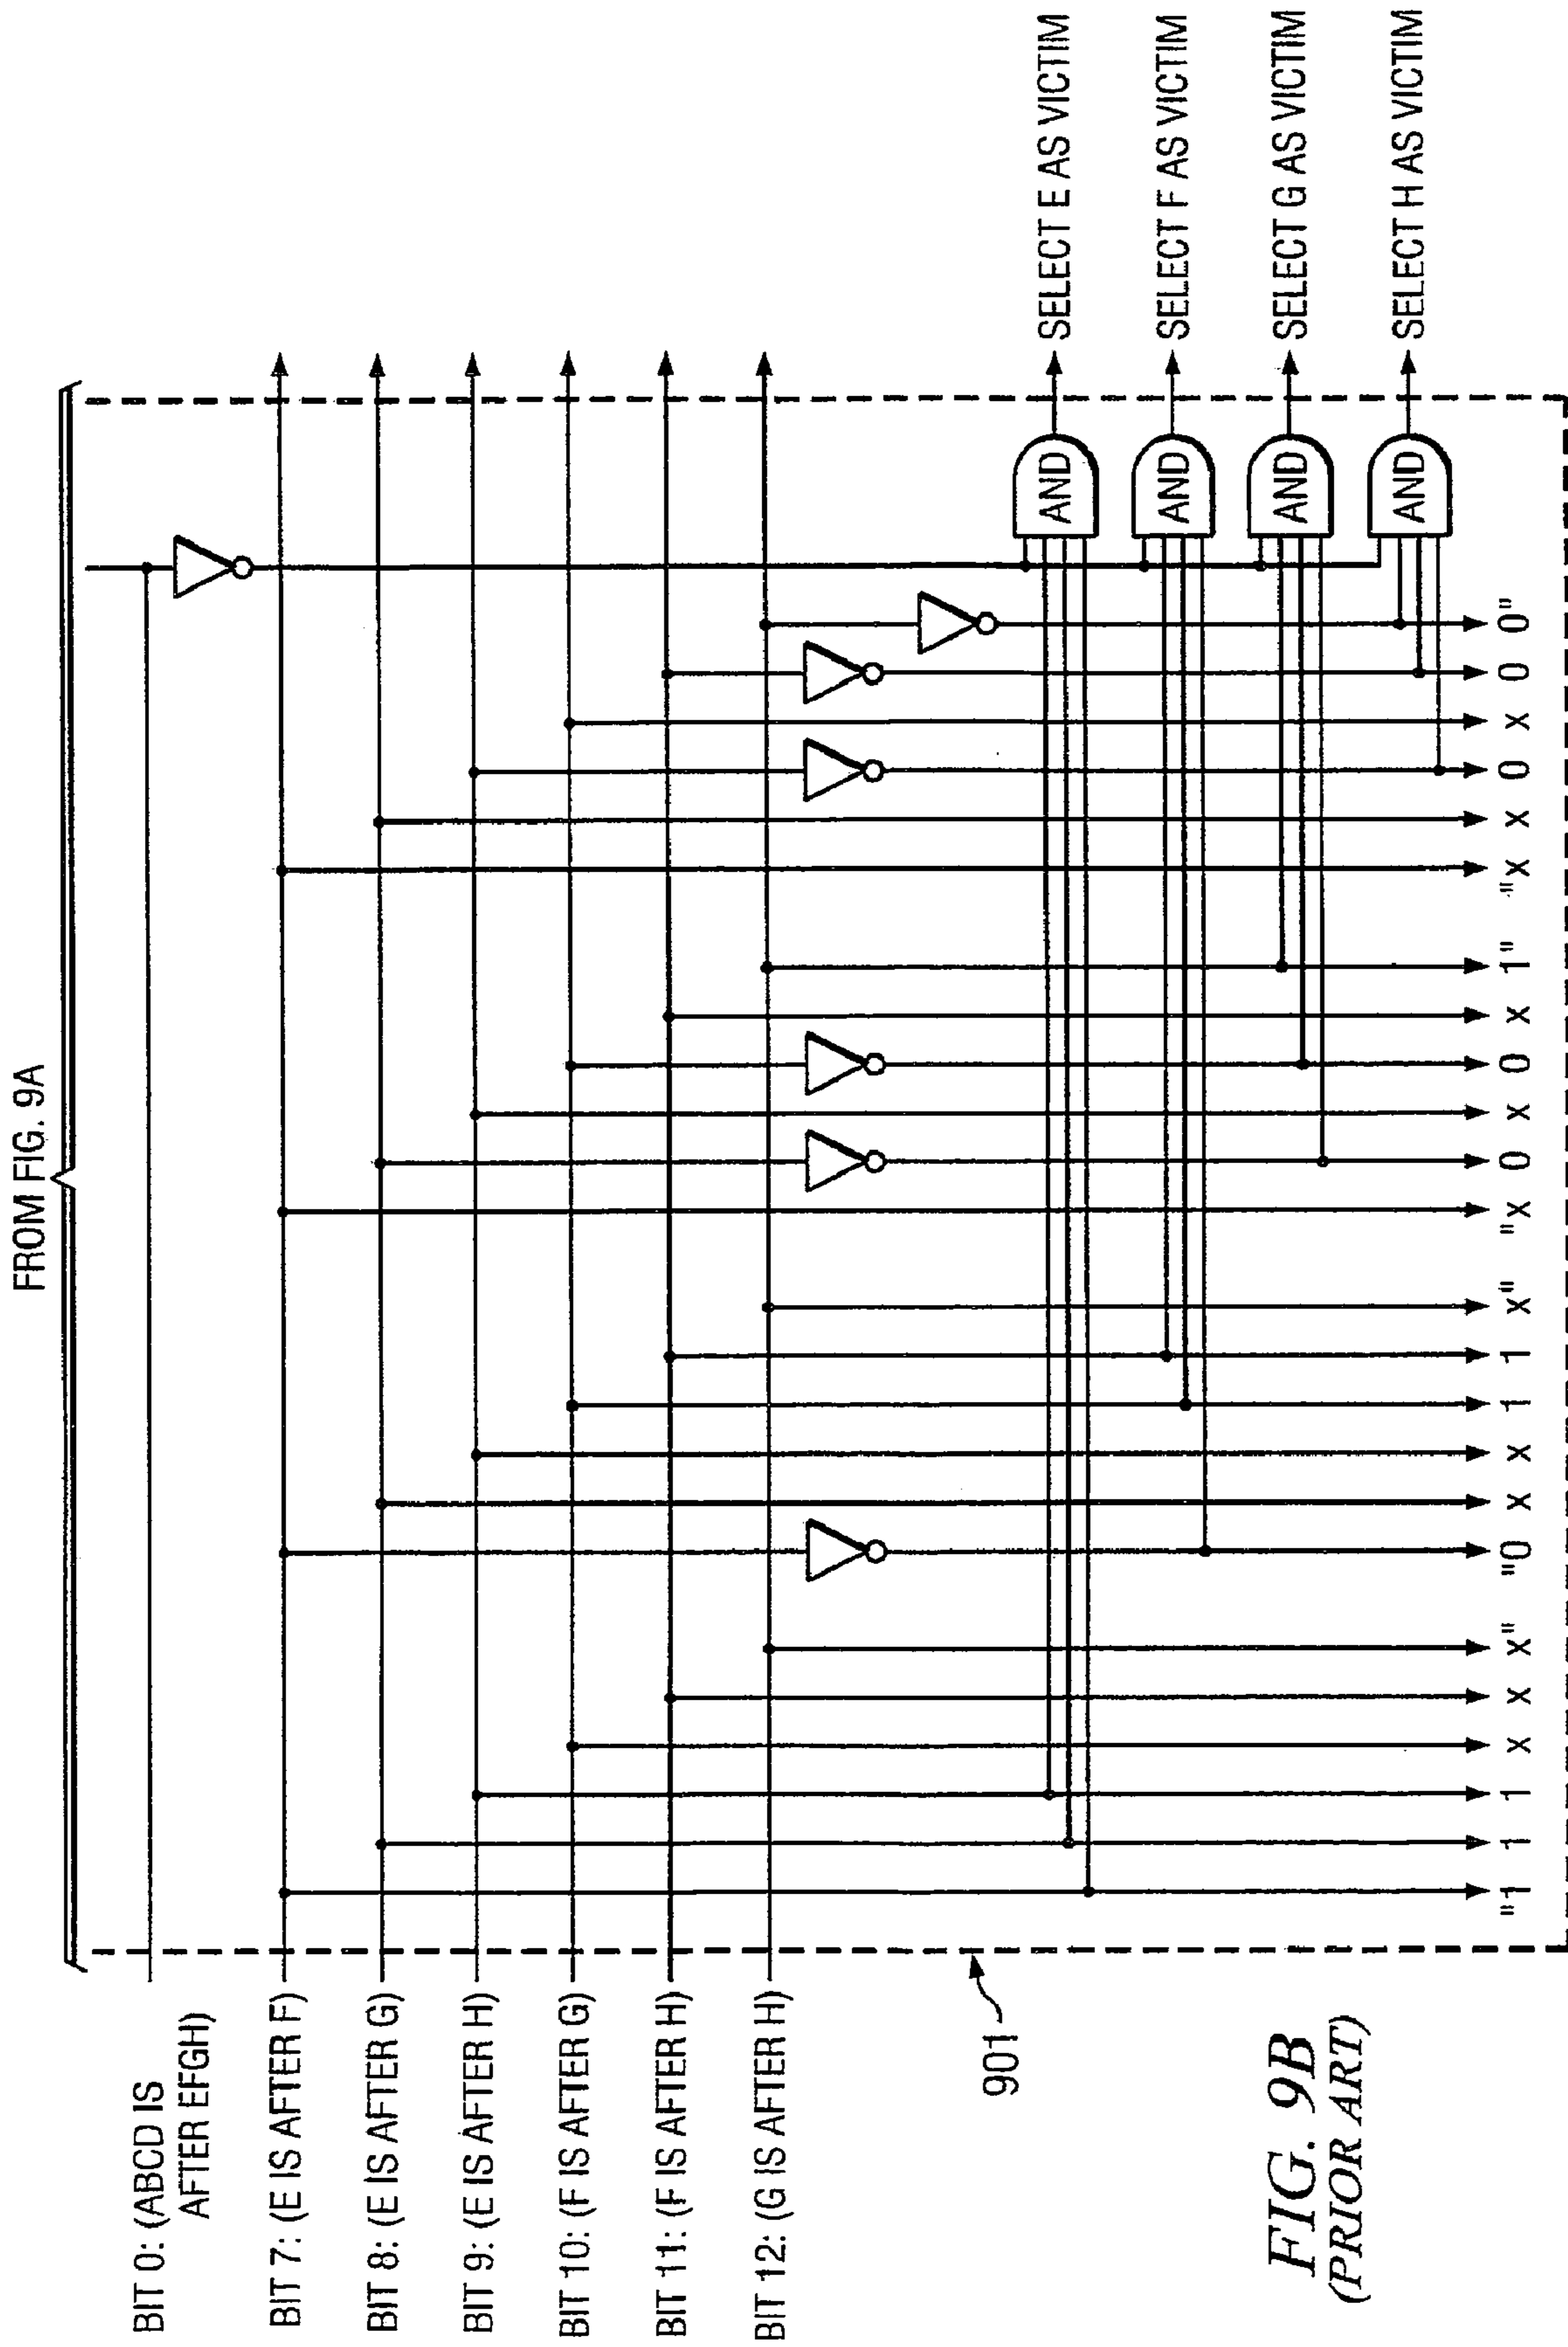 FROM FIG. 9A
BIT 0: (ABCD IS
AFTER EFGH)
BIT 7: (E IS AFTER F)
BIT 8: (E IS AFTER G)
BIT 9: (E IS AFTER H)
BIT 10: (F IS AFTER G)
BIT 11: (F IS AFTER H)
BIT 12: (G IS AFTER H)
901
AND
SELECT E AS VICTIM
AND
SELECT F AS VICTIM
AND
SELECT G AS VICTIM
AND
SELECT H AS VICTIM
"1 1 1 X X X" "0 X X 1 1 X" "X 0 X 0 X 1" "X X 0 X 0 0"
FIG. 9B
(PRIOR ART)